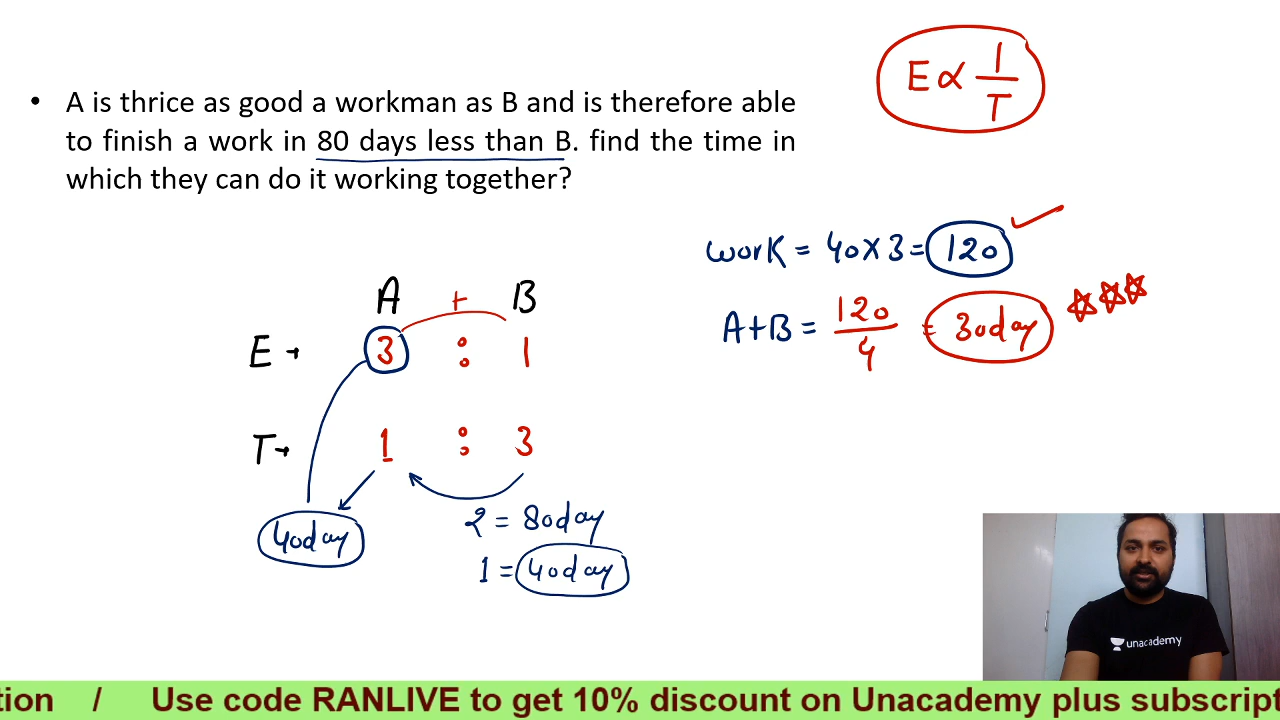 E ∝ 1/T
• A is thrice as good a workman as B and is therefore able
to finish a work in 80 days less than B. find the time in
which they can do it working together?
work = 40 x 3 = 120
A + B
A+B = 120/4 = 30day
E → 3 : 1
T → 1 : 3
40day
2 = 80day
1 = 40day
unacademy
tion / Use code RANLIVE to get 10% discount on Unacademy plus subscript